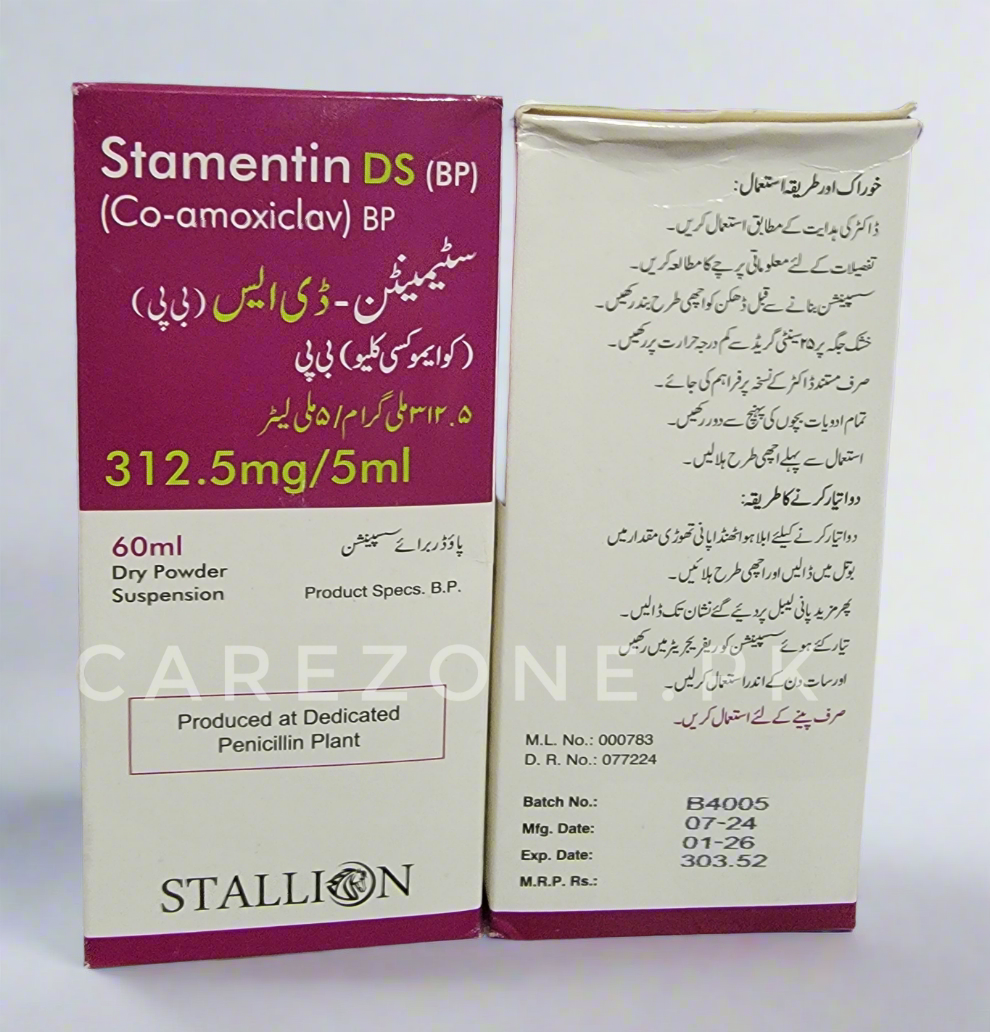 Stamentin DS (BP)
(Co-amoxiclav) BP
سٹیمینٹن - ڈی ایس (بی پی)
(کوایموکسی کلیو) بی پی
۳۱۲.۵ ملی گرام/۵ ملی لیٹر
312.5mg/5ml
60ml
Dry Powder
Suspension
پاؤڈر برائے سسپینشن
Product Specs. B.P.
Produced at Dedicated
Penicillin Plant
STALLION
خوراک اور طریقہ استعمال:
ڈاکٹر کی ہدایت کے مطابق استعمال کریں۔
تفصیلات کے لئے معلوماتی پرچے کا مطالعہ کریں۔
سسپینشن بنانے سے قبل ڈھکن کو اچھی طرح بند رکھیں۔
خشک جگہ پر ۲۵ سینٹی گریڈ سے کم درجہ حرارت پر رکھیں۔
صرف مستند ڈاکٹر کے نسخہ پر فراہم کی جائے۔
تمام ادویات بچوں کی پہنچ سے دور رکھیں۔
استعمال سے پہلے اچھی طرح ہلالیں۔
دوا تیار کرنے کا طریقہ:
دوا تیار کرنے کیلئے ابلا ہوا ٹھنڈا پانی تھوڑی مقدار میں
بوتل میں ڈالیں اور اچھی طرح ہلائیں۔
پھر مزید پانی لیبل پر دیئے گئے نشان تک ڈالیں۔
تیار کئے ہوئے سسپینشن کو ریفریجریٹر میں رکھیں
اور سات دن کے اندر استعمال کرلیں۔
صرف پینے کے لئے استعمال کریں۔
M.L. No.: 000783
D. R. No.: 077224
Batch No.: B4005
Mfg. Date: 07-24
Exp. Date: 01-26
M.R.P. Rs.: 303.52
CAREZONE.PK